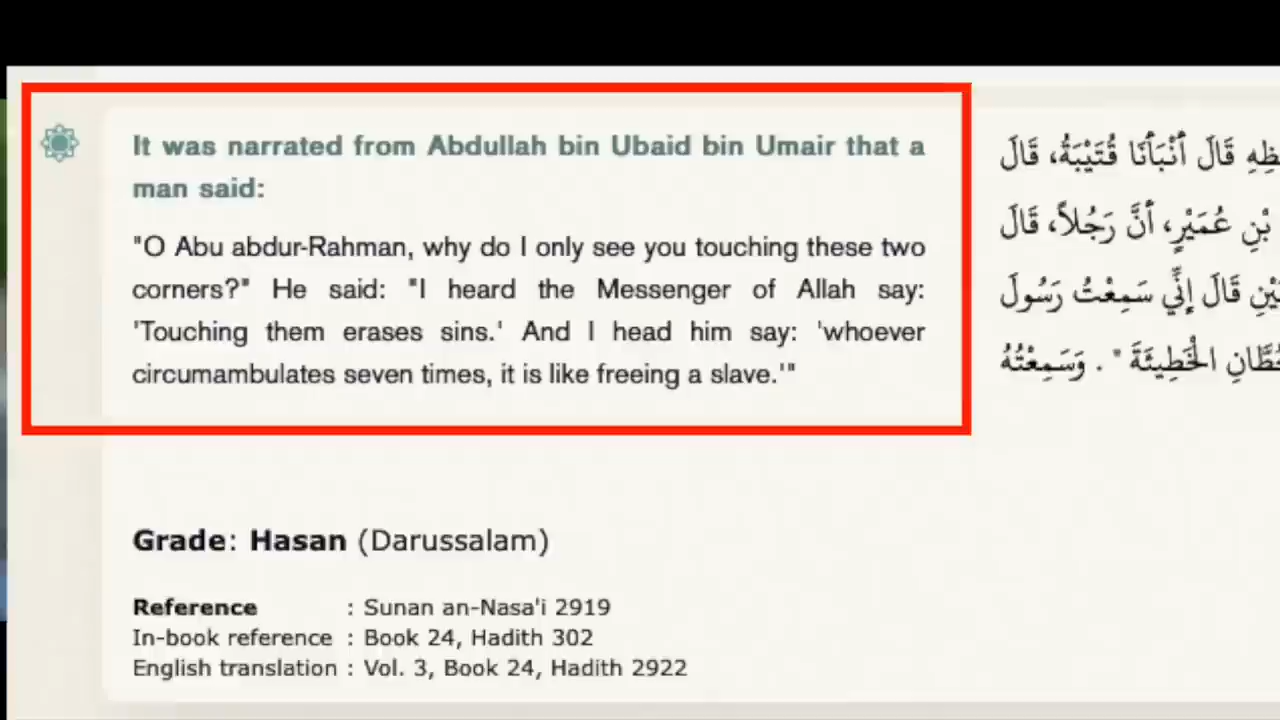 It was narrated from Abdullah bin Ubaid bin Umair that a
man said:
"O Abu abdur-Rahman, why do I only see you touching these two
corners?" He said: "I heard the Messenger of Allah say:
'Touching them erases sins.' And I head him say: 'whoever
circumambulates seven times, it is like freeing a slave.'"
Grade: Hasan (Darussalam)
Reference : Sunan an-Nasa'i 2919
In-book reference : Book 24, Hadith 302
English translation : Vol. 3, Book 24, Hadith 2922
قَالَ أَنْبَأَنَا قُتَيْبَةُ، قَالَ
بْنِ عُمَيْرٍ، أَنَّ رَجُلاً، قَالَ
قَالَ إِنِّي سَمِعْتُ رَسُولَ
الْخَطِيئَةَ " . وَسَمِعْتُهُ